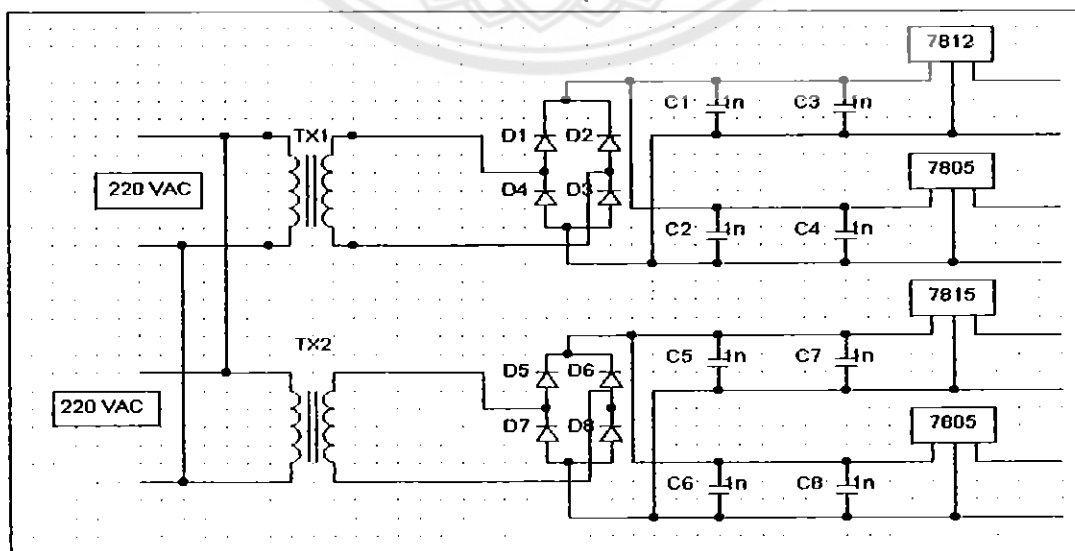 7812
C1 1n C3 1n
TX1 D1 D2
220 VAC D4 D3
7805
C2 1n C4 1n
7815
TX2
C5 1n C7 1n
D5 D6
220 VAC D7 D8
7805
C6 1n C8 1n